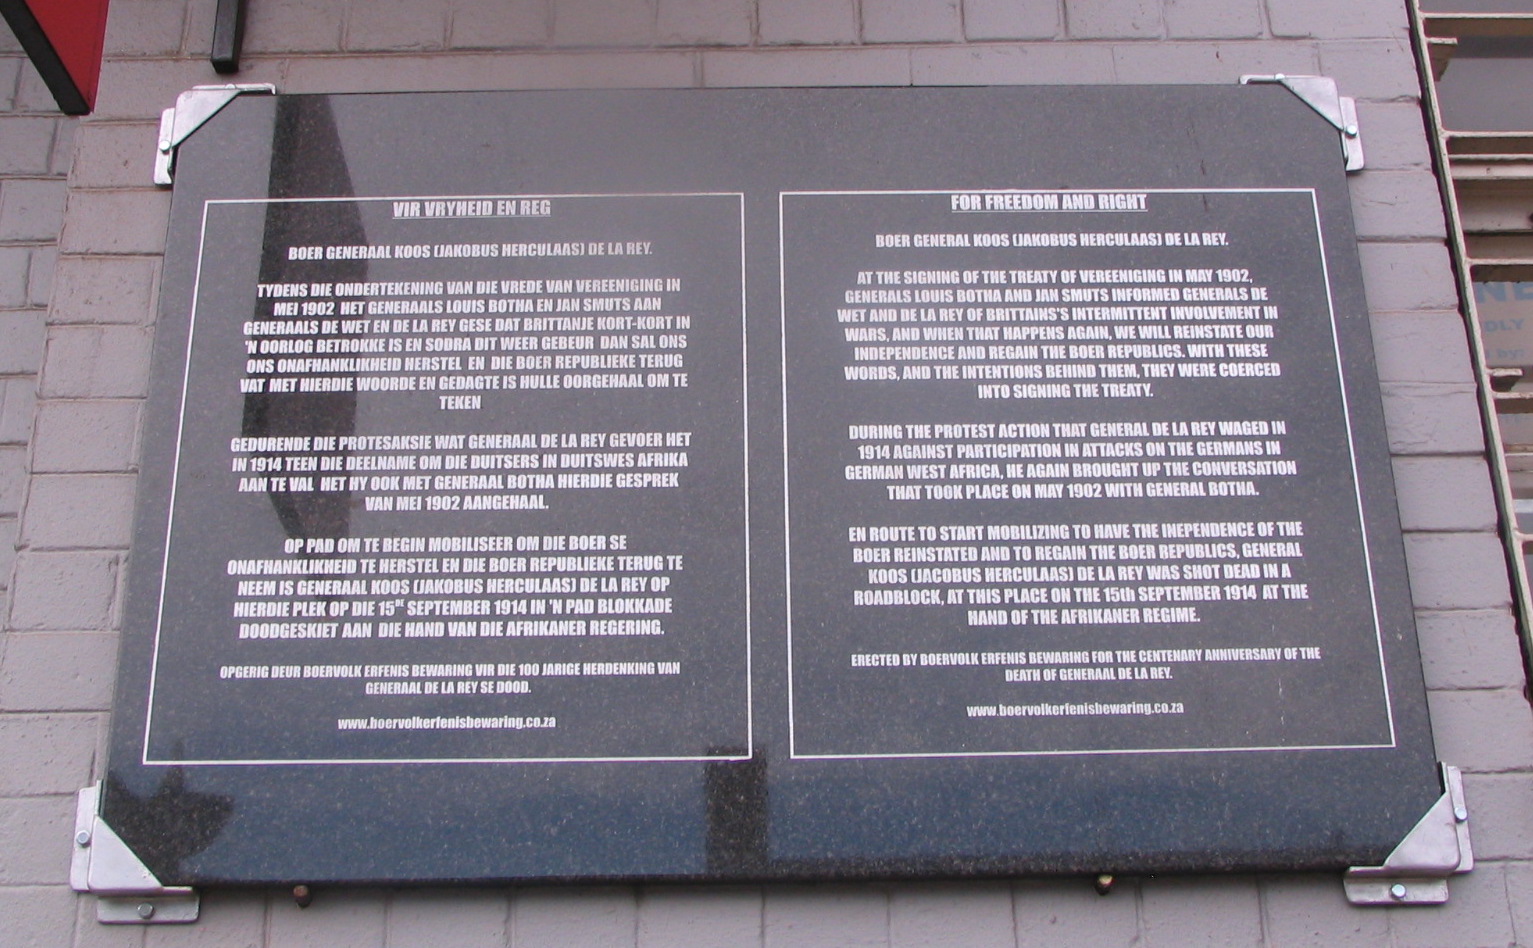 VIR VRYHEID EN REG
BOER GENERAAL KOOS (JAKOBUS HERCULAAS) DE LA REY.
TYDENS DIE ONDERTEKENING VAN DIE VREDE VAN VEREENIGING IN
MEI 1902 HET GENERAALS LOUIS BOTHA EN JAN SMUTS AAN
GENERAALS DE WET EN DE LA REY GESE DAT BRITTANJE KORT-KORT IN
'N OORLOG BETROKKE IS EN SODRA DIT WEER GEBEUR DAN SAL ONS
ONS ONAFHANKLIKHEID HERSTEL EN DIE BOER REPUBLIEKE TERUG
VAT MET HIERDIE WOORDE EN GEDAGTE IS HULLE OORGEHAAL OM TE
TEKEN
GEDURENDE DIE PROTESAKSIE WAT GENERAAL DE LA REY GEVOER HET
IN 1914 TEEN DIE DEELNAME OM DIE DUITSERS IN DUITSWES AFRIKA
AAN TE VAL HET HY OOK MET GENERAAL BOTHA HIERDIE GESPREK
VAN MEI 1902 AANGEHAAL.
OP PAD OM TE BEGIN MOBILISEER OM DIE BOER SE
ONAFHANKLIKHEID TE HERSTEL EN DIE BOER REPUBLIEKE TERUG TE
NEEM IS GENERAAL KOOS (JAKOBUS HERCULAAS) DE LA REY OP
HIERDIE PLEK OP DIE 15DE SEPTEMBER 1914 IN 'N PAD BLOKKADE
DOODGESKIET AAN DIE HAND VAN DIE AFRIKANER REGERING.
OPGERIG DEUR BOERVOLK ERFENIS BEWARING VIR DIE 100 JARIGE HERDENKING VAN
GENERAAL DE LA REY SE DOOD.
www.boervolkerfenisbewaring.co.za
FOR FREEDOM AND RIGHT
BOER GENERAL KOOS (JAKOBUS HERCULAAS) DE LA REY.
AT THE SIGNING OF THE TREATY OF VEREENIGING IN MAY 1902,
GENERALS LOUIS BOTHA AND JAN SMUTS INFORMED GENERALS DE
WET AND DE LA REY OF BRITTAINS'S INTERMITTENT INVOLVEMENT IN
WARS, AND WHEN THAT HAPPENS AGAIN, WE WILL REINSTATE OUR
INDEPENDENCE AND REGAIN THE BOER REPUBLICS. WITH THESE
WORDS, AND THE INTENTIONS BEHIND THEM, THEY WERE COERCED
INTO SIGNING THE TREATY.
DURING THE PROTEST ACTION THAT GENERAL DE LA REY WAGED IN
1914 AGAINST PARTICIPATION IN ATTACKS ON THE GERMANS IN
GERMAN WEST AFRICA, HE AGAIN BROUGHT UP THE CONVERSATION
THAT TOOK PLACE ON MAY 1902 WITH GENERAL BOTHA.
EN ROUTE TO START MOBILIZING TO HAVE THE INEPENDENCE OF THE
BOER REINSTATED AND TO REGAIN THE BOER REPUBLICS, GENERAL
KOOS (JACOBUS HERCULAAS) DE LA REY WAS SHOT DEAD IN A
ROADBLOCK, AT THIS PLACE ON THE 15th SEPTEMBER 1914 AT THE
HAND OF THE AFRIKANER REGIME.
ERECTED BY BOERVOLK ERFENIS BEWARING FOR THE CENTENARY ANNIVERSARY OF THE
DEATH OF GENERAAL DE LA REY.
www.boervolkerfenisbewaring.co.za